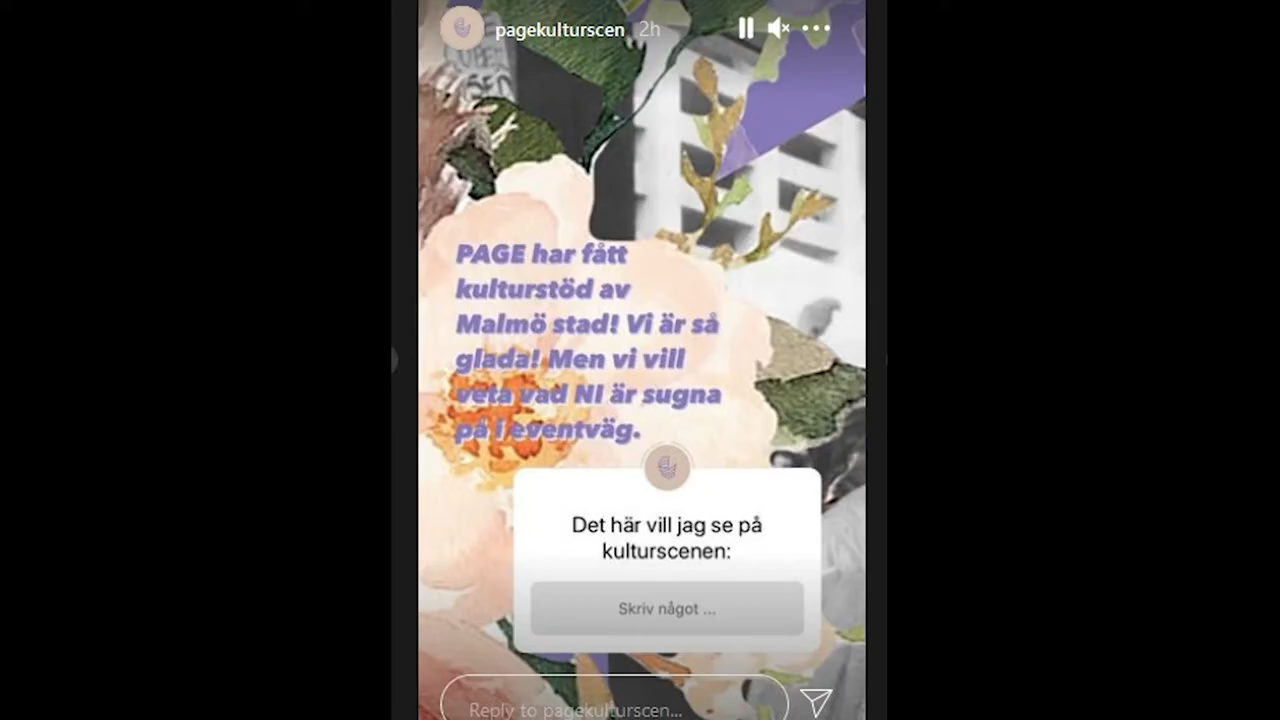 pagekulturscen 2h
PAGE har fått
kulturstöd av
Malmö stad! Vi är så
glada! Men vi vill
veta vad NI är sugna
på i eventväg.
Det här vill jag se på
kulturscenen:
Skriv något ...
Reply to pagekulturscen...